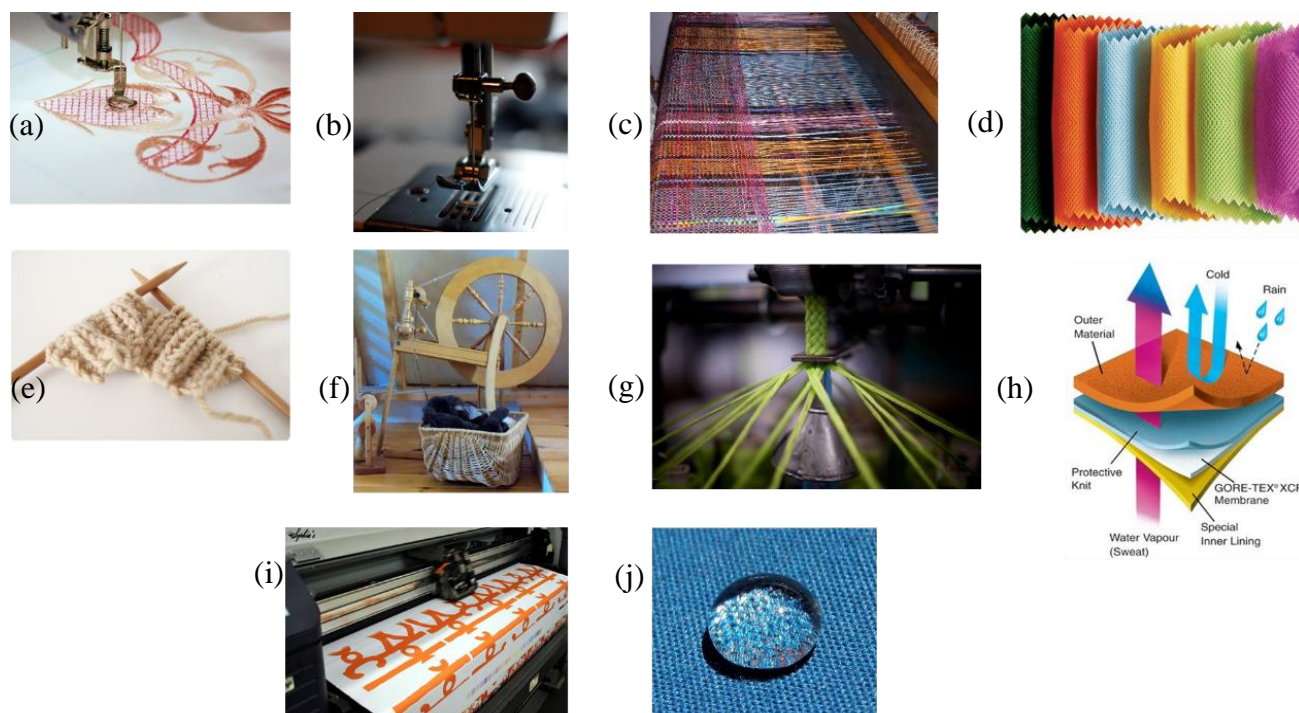 (a)
(b)
(c)
(d)
(e)
(f)
(g)
(h)
Cold
Rain
Outer
Material
Protective
Knit
GORE-TEX® XCR
Membrane
Special
Inner Lining
Water Vapour
(Sweat)
(i)
(j)